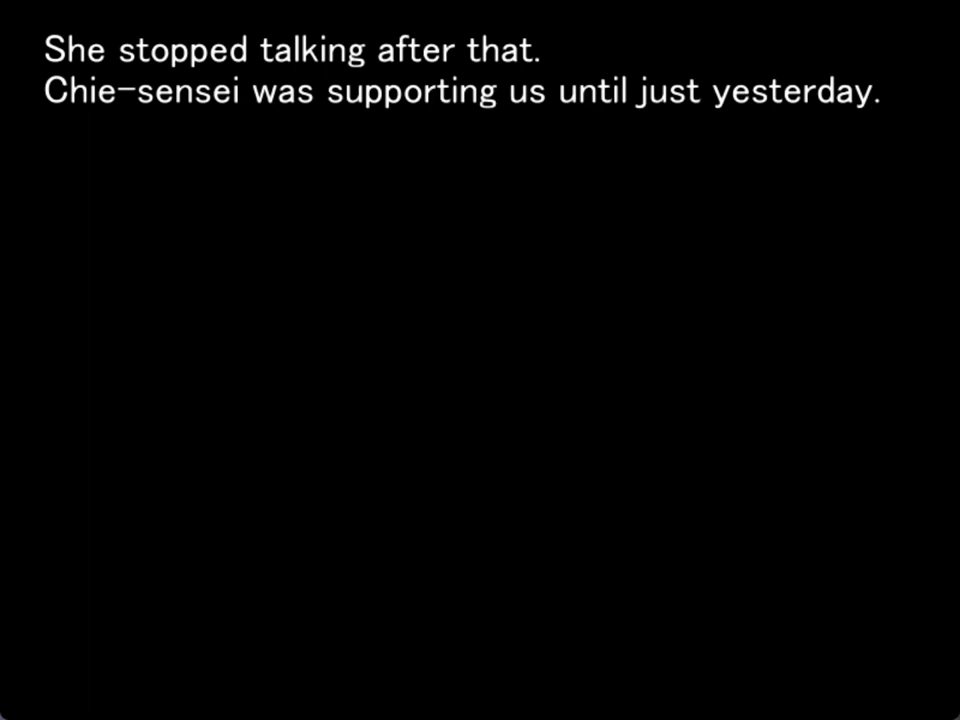 She stopped talking after that.
Chie-sensei was supporting us until just yesterday.